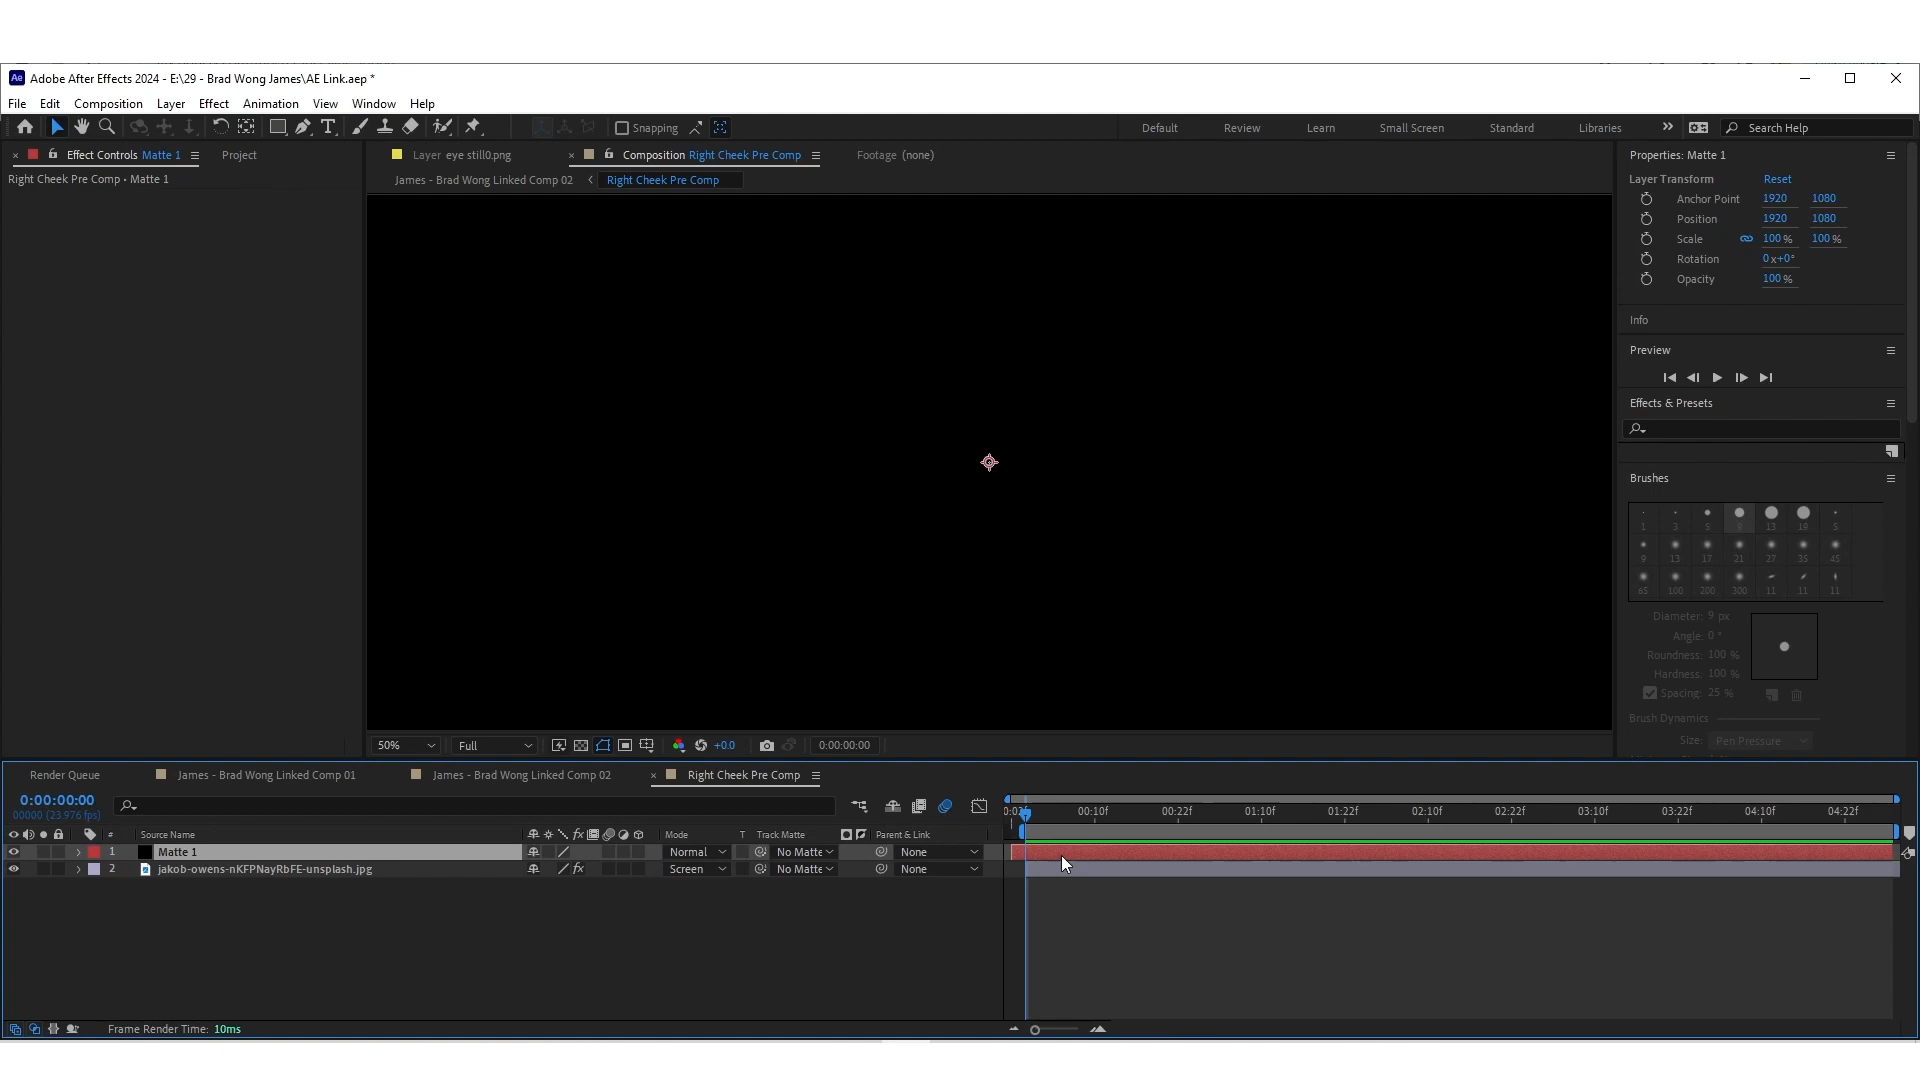 Ae Adobe After Effects 2024 - E:\29 - Brad Wong James\AE Link.aep *
File Edit Composition Layer Effect Animation View Window Help
Snapping Default Review Learn Small Screen Standard Libraries Search Help
Effect Controls Matte 1 Project
Right Cheek Pre Comp • Matte 1
Layer eye still0.png Composition Right Cheek Pre Comp Footage (none)
James - Brad Wong Linked Comp 02 Right Cheek Pre Comp
Properties: Matte 1
Layer Transform Reset
Anchor Point 1920 1080
Position 1920 1080
Scale 100 % 100 %
Rotation 0x+0°
Opacity 100 %
Info
Preview
Effects & Presets
Brushes
1 3 5 9 13 19 5
9 13 17 21 27 35 45
65 100 200 300 11 11 11
Diameter: 9 px
Angle: 0 °
Roundness: 100 %
Hardness: 100 %
Spacing: 25 %
Brush Dynamics
Size: Pen Pressure
50% Full +0.0 0:00:00:00
Render Queue James - Brad Wong Linked Comp 01 James - Brad Wong Linked Comp 02 Right Cheek Pre Comp
0:00:00:00
00000 (23.976 fps)
00:10f 00:22f 01:10f 01:22f 02:10f 02:22f 03:10f 03:22f 04:10f 04:22f
# Source Name fx Mode T Track Matte Parent & Link
1 Matte 1 Normal No Matte None
2 jakob-owens-nKFPNayRbFE-unsplash.jpg fx Screen No Matte None
Frame Render Time: 10ms